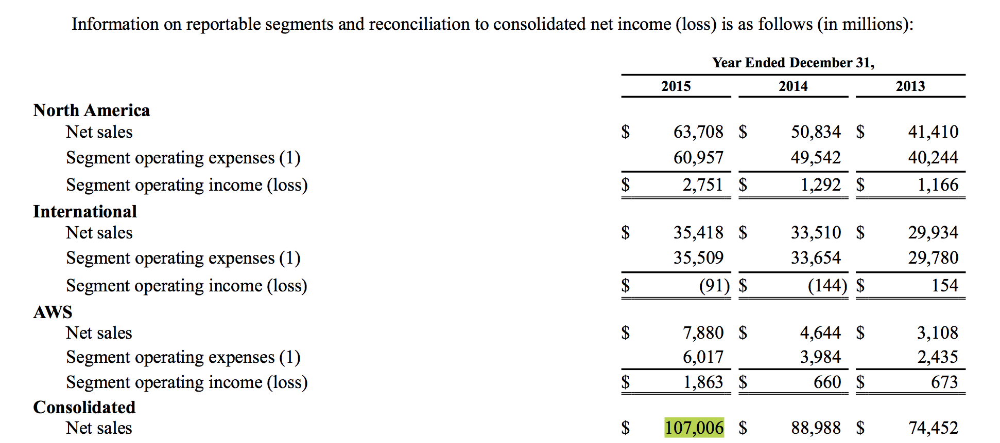 Information on reportable segments and reconciliation to consolidated net income (loss) is as follows (in millions):
Year Ended December 31,
2015 2014 2013
North America
Net sales $ 63,708 $ 50,834 $ 41,410
Segment operating expenses (1) 60,957 49,542 40,244
Segment operating income (loss) $ 2,751 $ 1,292 $ 1,166
International
Net sales $ 35,418 $ 33,510 $ 29,934
Segment operating expenses (1) 35,509 33,654 29,780
Segment operating income (loss) $ (91) $ (144) $ 154
AWS
Net sales $ 7,880 $ 4,644 $ 3,108
Segment operating expenses (1) 6,017 3,984 2,435
Segment operating income (loss) $ 1,863 $ 660 $ 673
Consolidated
Net sales $ 107,006 $ 88,988 $ 74,452